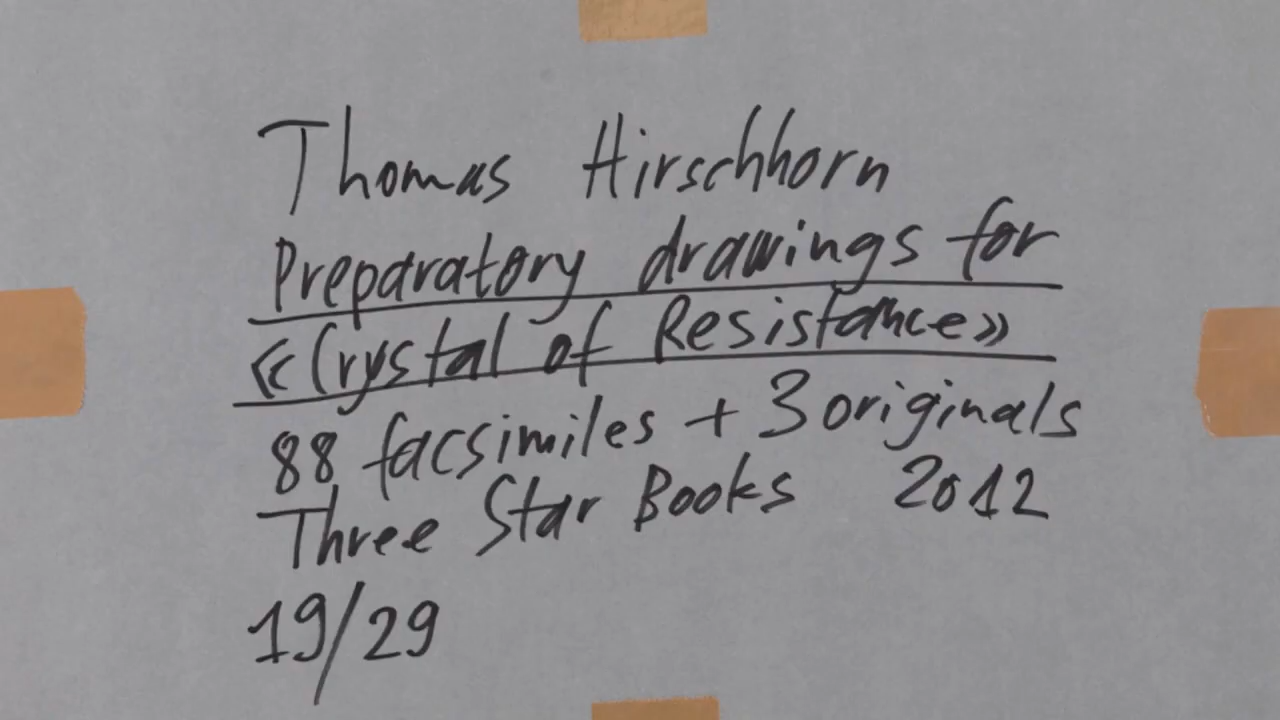 Thomas Hirschhorn
Preparatory drawings for
«Crystal of Resistance»
88 facsimiles + 3 originals
Three Star Books 2012
19/29